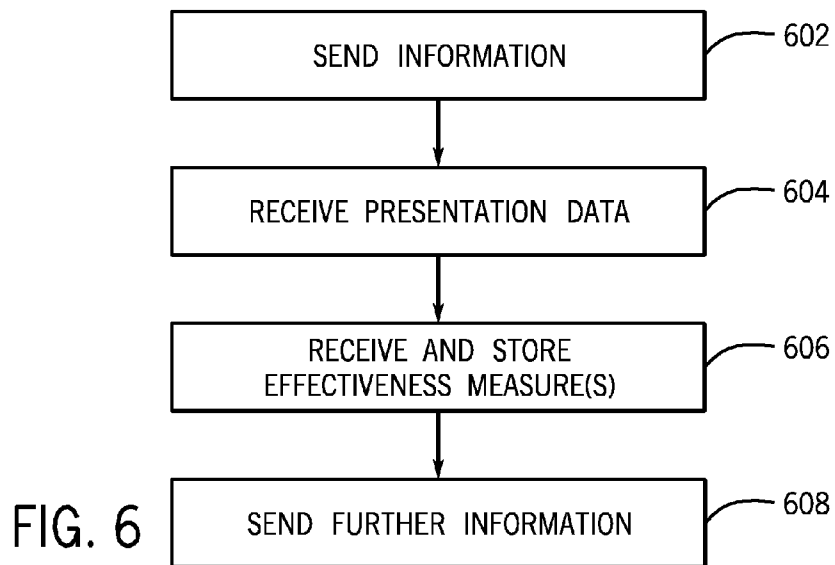 SEND INFORMATION
602
RECEIVE PRESENTATION DATA
604
RECEIVE AND STORE
EFFECTIVENESS MEASURE(S)
606
SEND FURTHER INFORMATION
608
FIG. 6